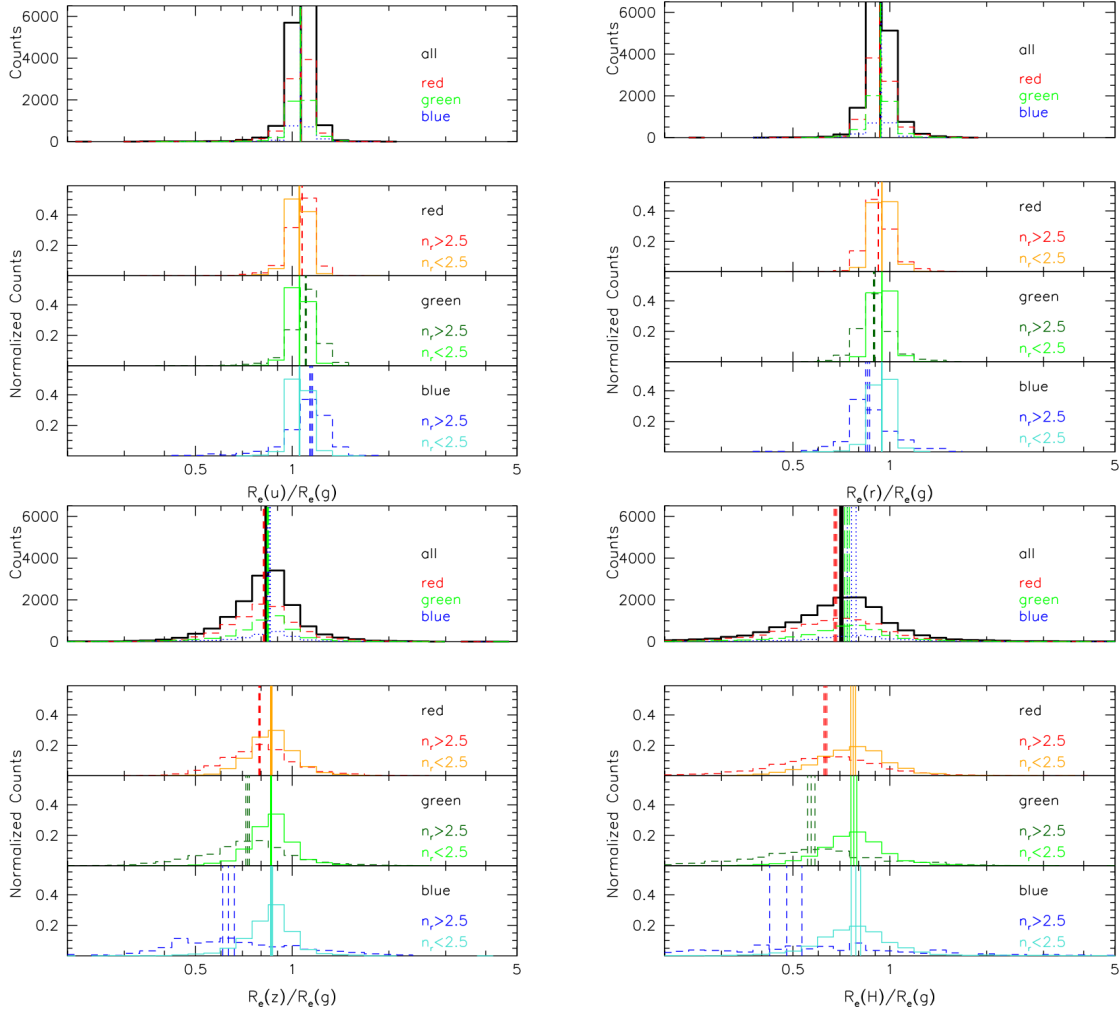 6000
4000
2000
0
Counts
all
red
green
blue
0.4
0.2
red
n_r>2.5
n_r<2.5
0.4
0.2
Normalized Counts
green
n_r>2.5
n_r<2.5
0.4
0.2
blue
n_r>2.5
n_r<2.5
0.5 1 5
R_e(u)/R_e(g)
6000
4000
2000
0
Counts
all
red
green
blue
0.4
0.2
red
n_r>2.5
n_r<2.5
0.4
0.2
Normalized Counts
green
n_r>2.5
n_r<2.5
0.4
0.2
blue
n_r>2.5
n_r<2.5
0.5 1 5
R_e(r)/R_e(g)
6000
4000
2000
0
Counts
all
red
green
blue
0.4
0.2
red
n_r>2.5
n_r<2.5
0.4
0.2
Normalized Counts
green
n_r>2.5
n_r<2.5
0.4
0.2
blue
n_r>2.5
n_r<2.5
0.5 1 5
R_e(z)/R_e(g)
6000
4000
2000
0
Counts
all
red
green
blue
0.4
0.2
red
n_r>2.5
n_r<2.5
0.4
0.2
Normalized Counts
green
n_r>2.5
n_r<2.5
0.4
0.2
blue
n_r>2.5
n_r<2.5
0.5 1 5
R_e(H)/R_e(g)